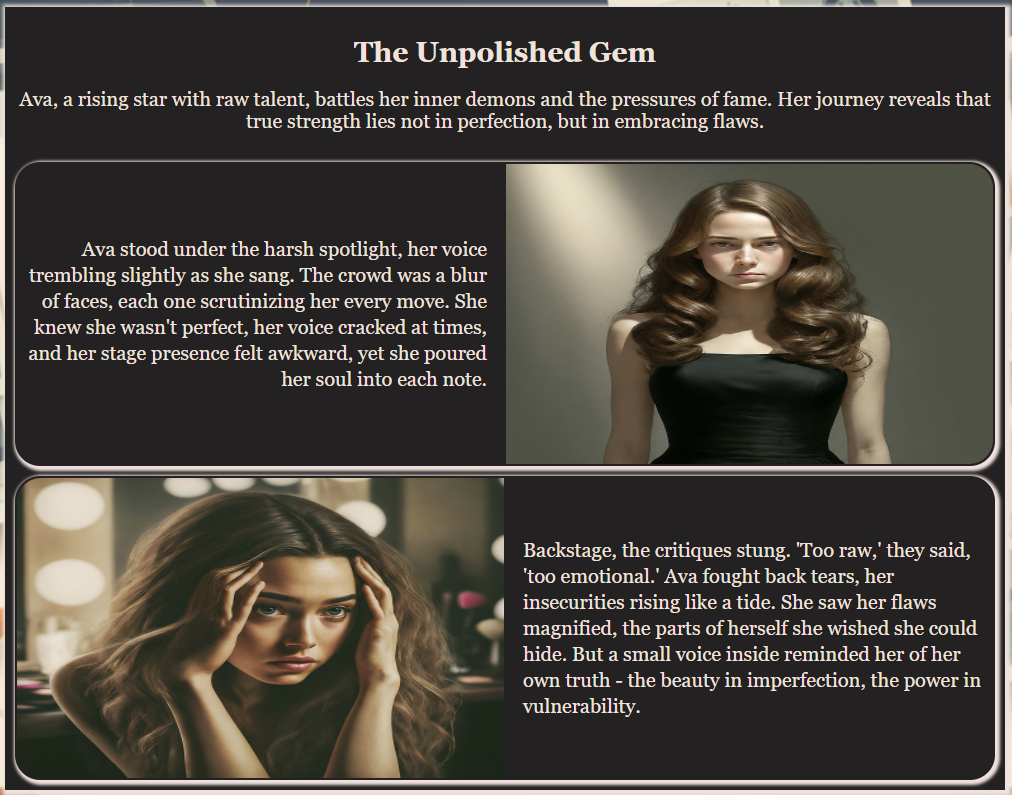 The Unpolished Gem
Ava, a rising star with raw talent, battles her inner demons and the pressures of fame. Her journey reveals that
true strength lies not in perfection, but in embracing flaws.
Ava stood under the harsh spotlight, her voice
trembling slightly as she sang. The crowd was a blur
of faces, each one scrutinizing her every move. She
knew she wasn't perfect, her voice cracked at times,
and her stage presence felt awkward, yet she poured
her soul into each note.
Backstage, the critiques stung. 'Too raw,' they said,
'too emotional.' Ava fought back tears, her
insecurities rising like a tide. She saw her flaws
magnified, the parts of herself she wished she could
hide. But a small voice inside reminded her of her
own truth - the beauty in imperfection, the power in
vulnerability.